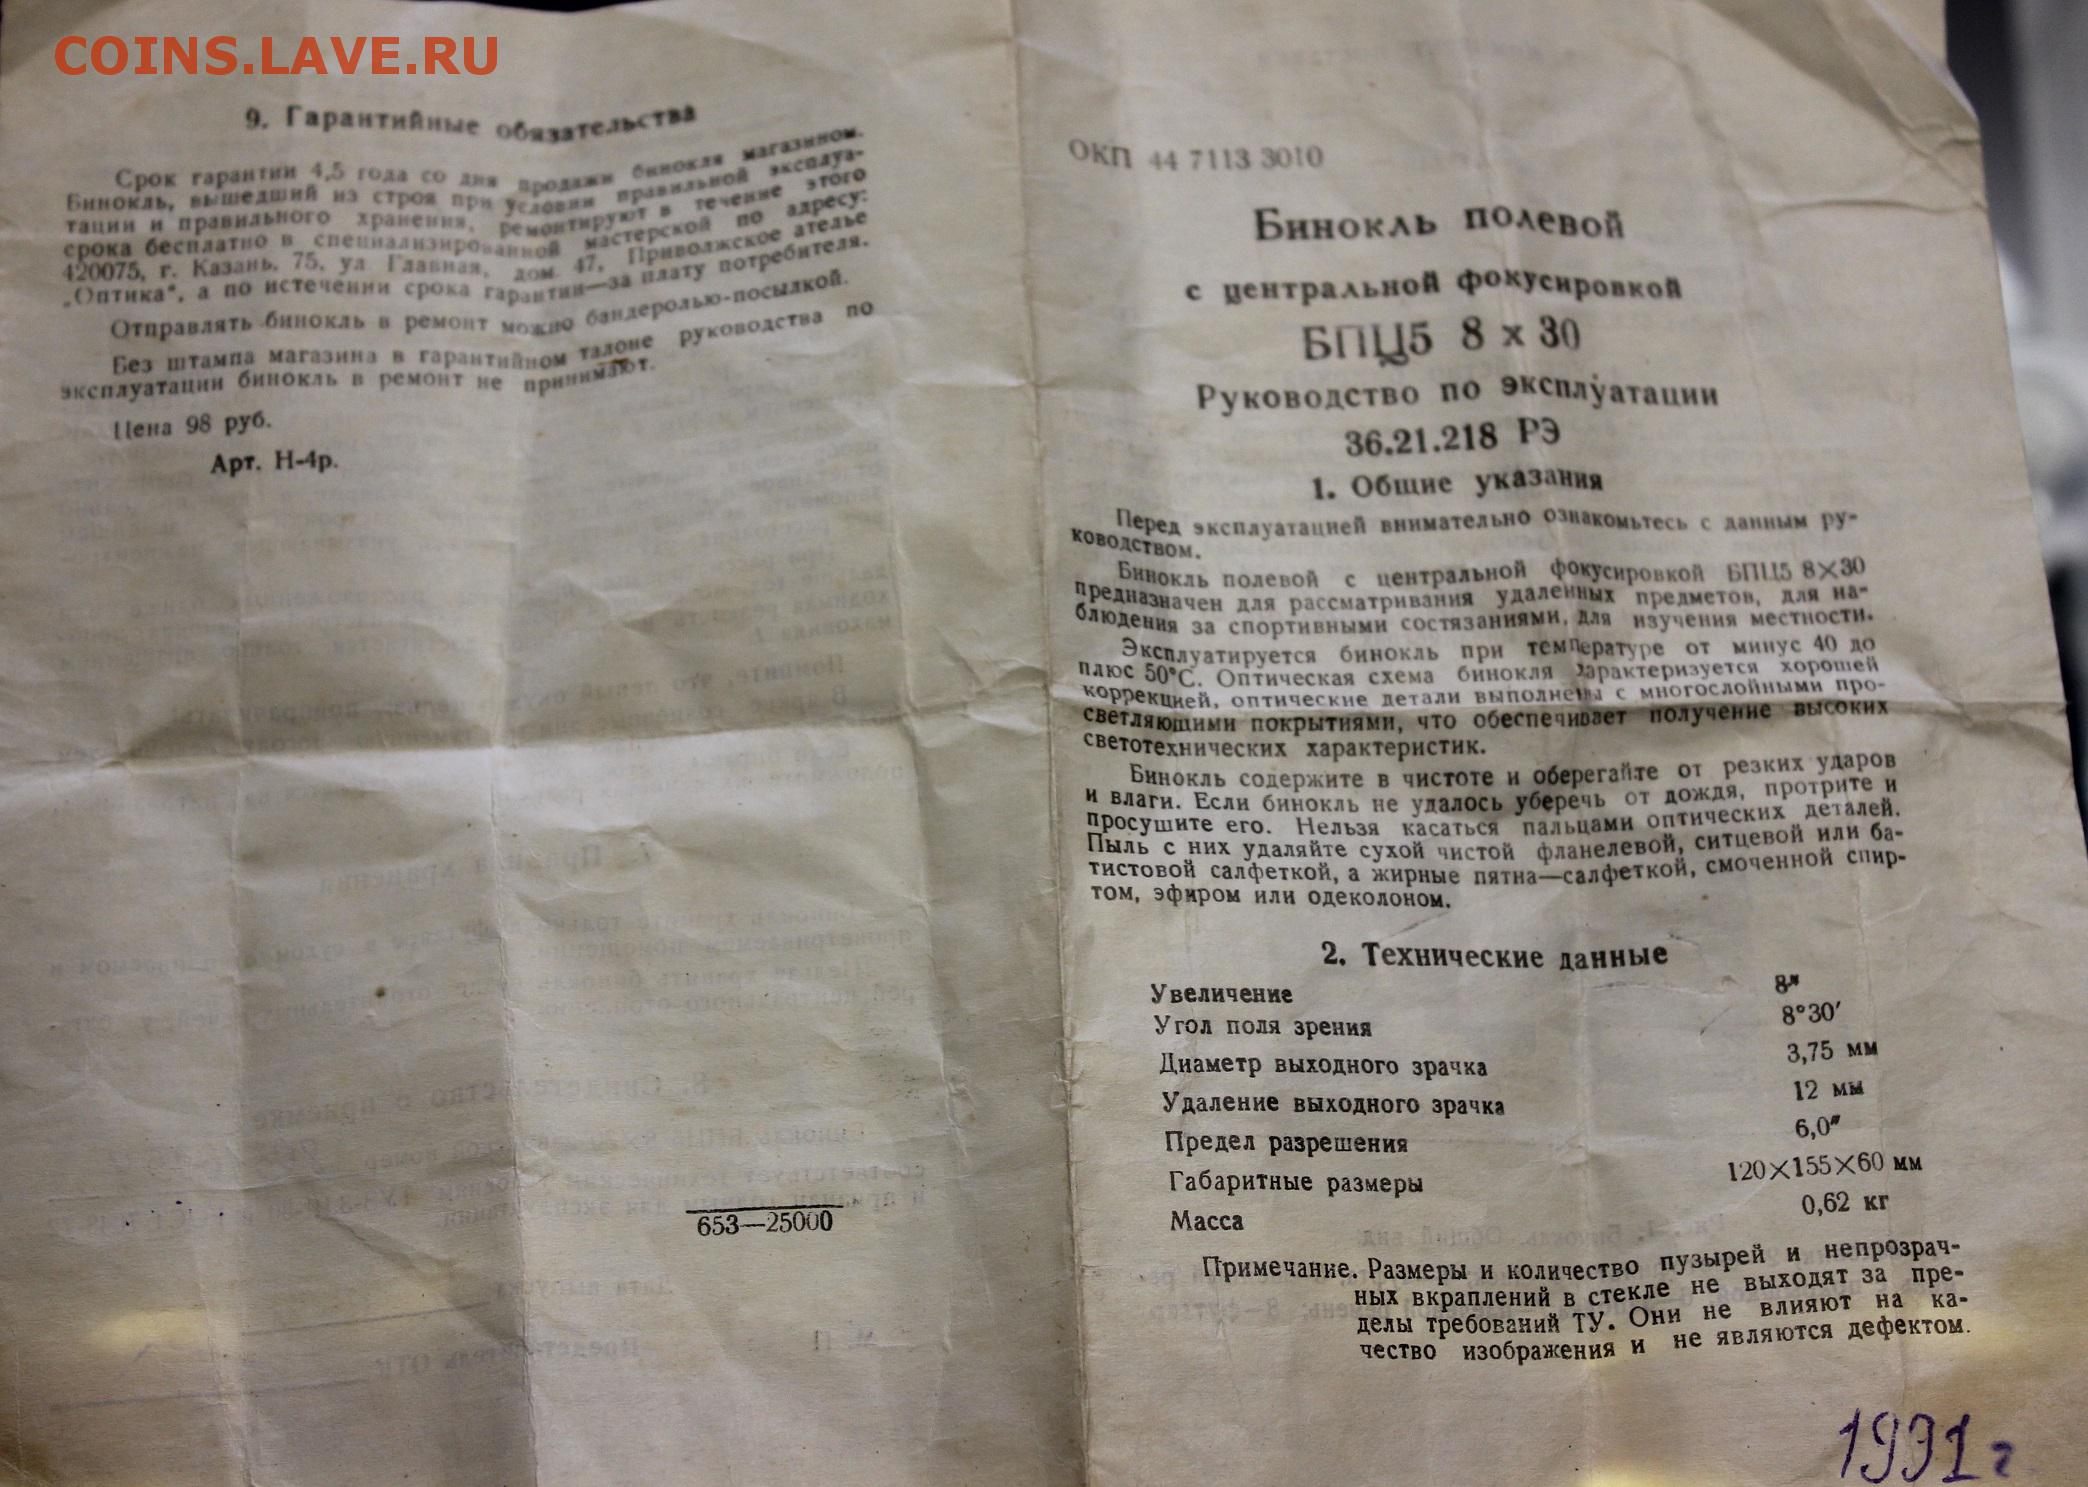 COINS.LAVE.RU
9. Гарантийные обязательства
Срок гарантии 4,5 года со дня продажи бинокля магазином.
Бинокль, вышедший из строя при условии правильной эксплуа-
тации и правильного хранения, ремонтируют в течение этого
срока бесплатно в специализированной мастерской по адресу:
420075, г. Казань, 75, ул Главная, дом 47, Приволжское ателье
„Оптика“, а по истечении срока гарантии—за плату потребителя.
Отправлять бинокль в ремонт можно бандеролью-посылкой.
Без штампа магазина в гарантийном талоне руководства по
эксплуатации бинокль в ремонт не принимают.
Цена 98 руб.
Арт. Н-4р.
653—25000
ОКП 44 7113 3010
Бинокль полевой
с центральной фокусировкой
БПЦ5 8 х 30
Руководство по эксплуатации
36.21.218 РЭ
1. Общие указания
Перед эксплуатацией внимательно ознакомьтесь с данным ру-
ководством.
Бинокль полевой с центральной фокусировкой БПЦ5 8×30
предназначен для рассматривания удаленных предметов, для на-
блюдения за спортивными состязаниями, для изучения местности.
Эксплуатируется бинокль при температуре от минус 40 до
плюс 50°С. Оптическая схема бинокля характеризуется хорошей
коррекцией, оптические детали выполнены с многослойными про-
светляющими покрытиями, что обеспечивает получение высоких
светотехнических характеристик.
Бинокль содержите в чистоте и оберегайте от резких ударов
и влаги. Если бинокль не удалось уберечь от дождя, протрите и
просушите его. Нельзя касаться пальцами оптических деталей.
Пыль с них удаляйте сухой чистой фланелевой, ситцевой или ба-
тистовой салфеткой, а жирные пятна—салфеткой, смоченной спир-
том, эфиром или одеколоном.
2. Технические данные
Увеличение 8ˣ
Угол поля зрения 8°30′
Диаметр выходного зрачка 3,75 мм
Удаление выходного зрачка 12 мм
Предел разрешения 6,0″
Габаритные размеры 120×155×60 мм
Масса 0,62 кг
Примечание. Размеры и количество пузырей и непрозрач-
ных вкраплений в стекле не выходят за пре-
делы требований ТУ. Они не влияют на ка-
чество изображения и не являются дефектом.
1991 г